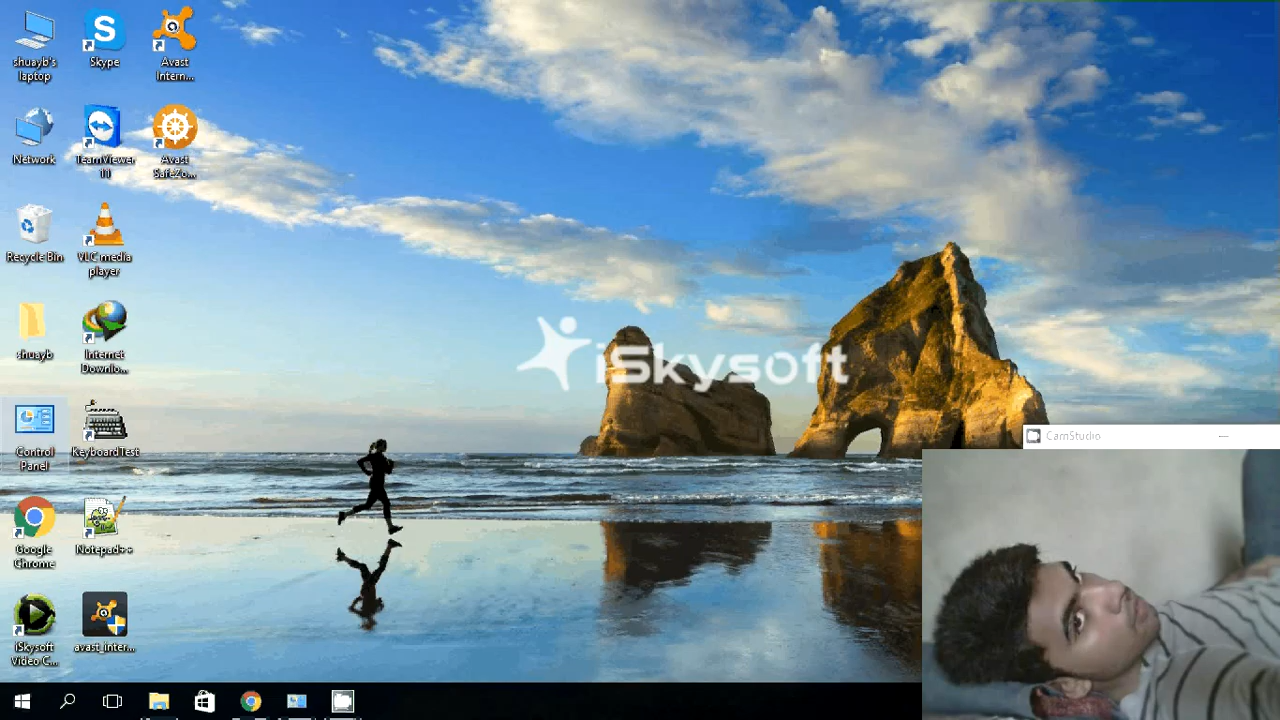 shuayb's
laptop
Skype
Avast
Intern...
Network
TeamViewer
11
Avast
SafeZo...
Recycle Bin
VLC media
player
shuayb
Internet
Downlo...
Control
Panel
KeyboardTest
Google
Chrome
Notepad++
iSkysoft
Video C...
avast_inter...
iSkysoft
CamStudio